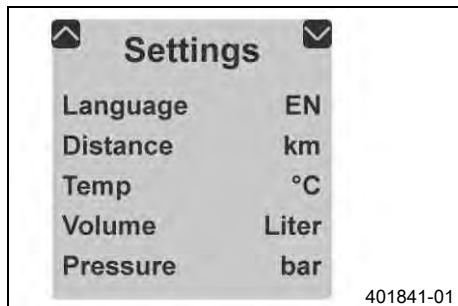 Settings
Language EN
Distance km
Temp °C
Volume Liter
Pressure bar
401841-01